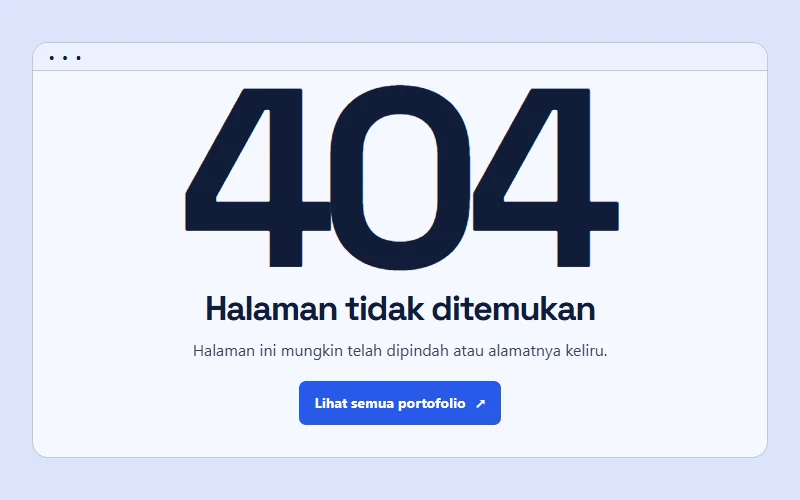 404
Halaman tidak ditemukan
Halaman ini mungkin telah dipindah atau alamatnya keliru.
Lihat semua portofolio ↗